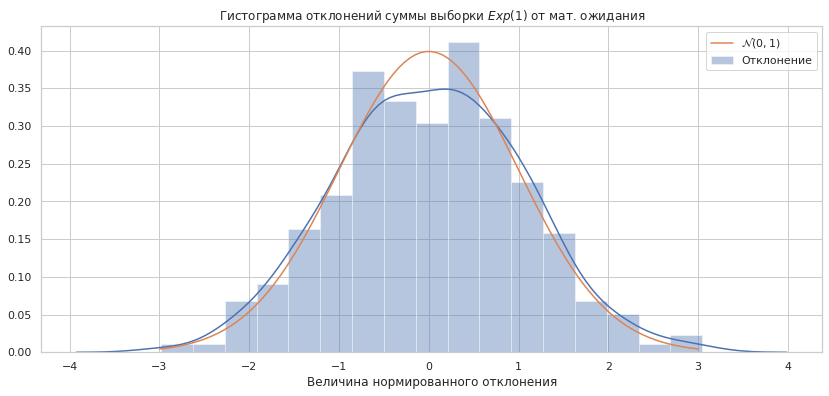 Гистограмма отклонений суммы выборки Exp(1) от мат. ожидания
𝒩(0, 1)
Отклонение
0.40
0.35
0.30
0.25
0.20
0.15
0.10
0.05
0.00
−4 −3 −2 −1 0 1 2 3 4
Величина нормированного отклонения